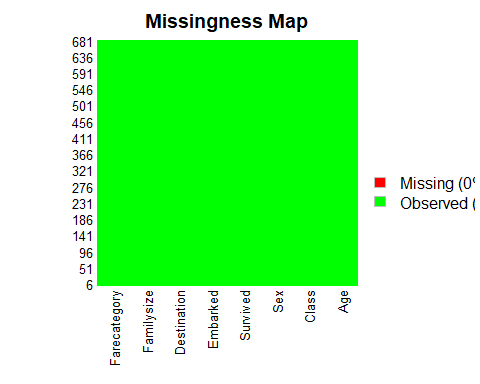 Missingness Map
681
636
591
546
501
456
411
366
321
276
231
186
141
96
51
6
Missing (0%
Observed (
Farecategory
Familysize
Destination
Embarked
Survived
Sex
Class
Age